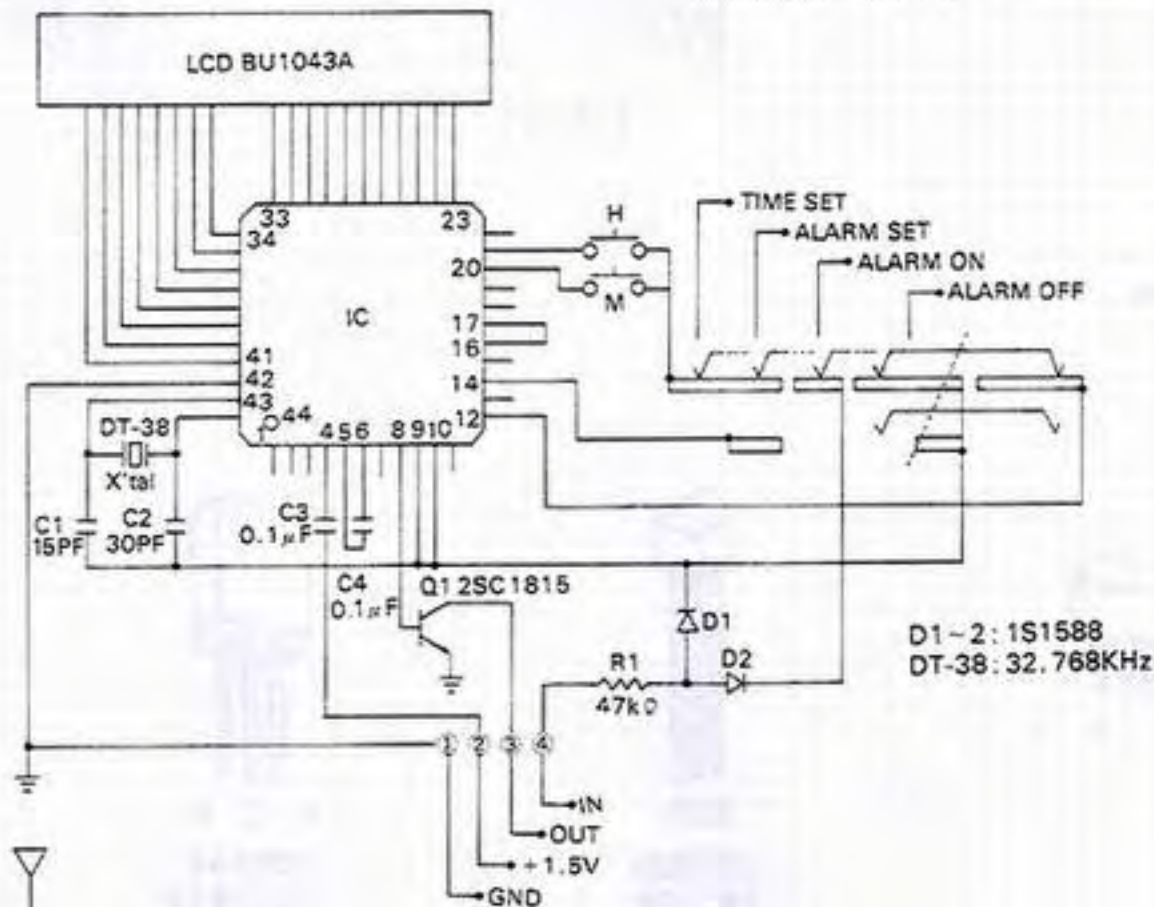 LCD BU1043A
33
34
23
20
H
M
TIME SET
ALARM SET
ALARM ON
ALARM OFF
IC
17
16
14
12
41
42
43
44
1
4 5 6 8 9 10
DT-38
X'tal
C1
15PF
C2
30PF
C3
0.1μF
C4
0.1μF
Q1 2SC1815
D1
D2
R1
47kΩ
D1~2: 1S1588
DT-38: 32.768KHz
① ② ③ ④
IN
OUT
+1.5V
GND